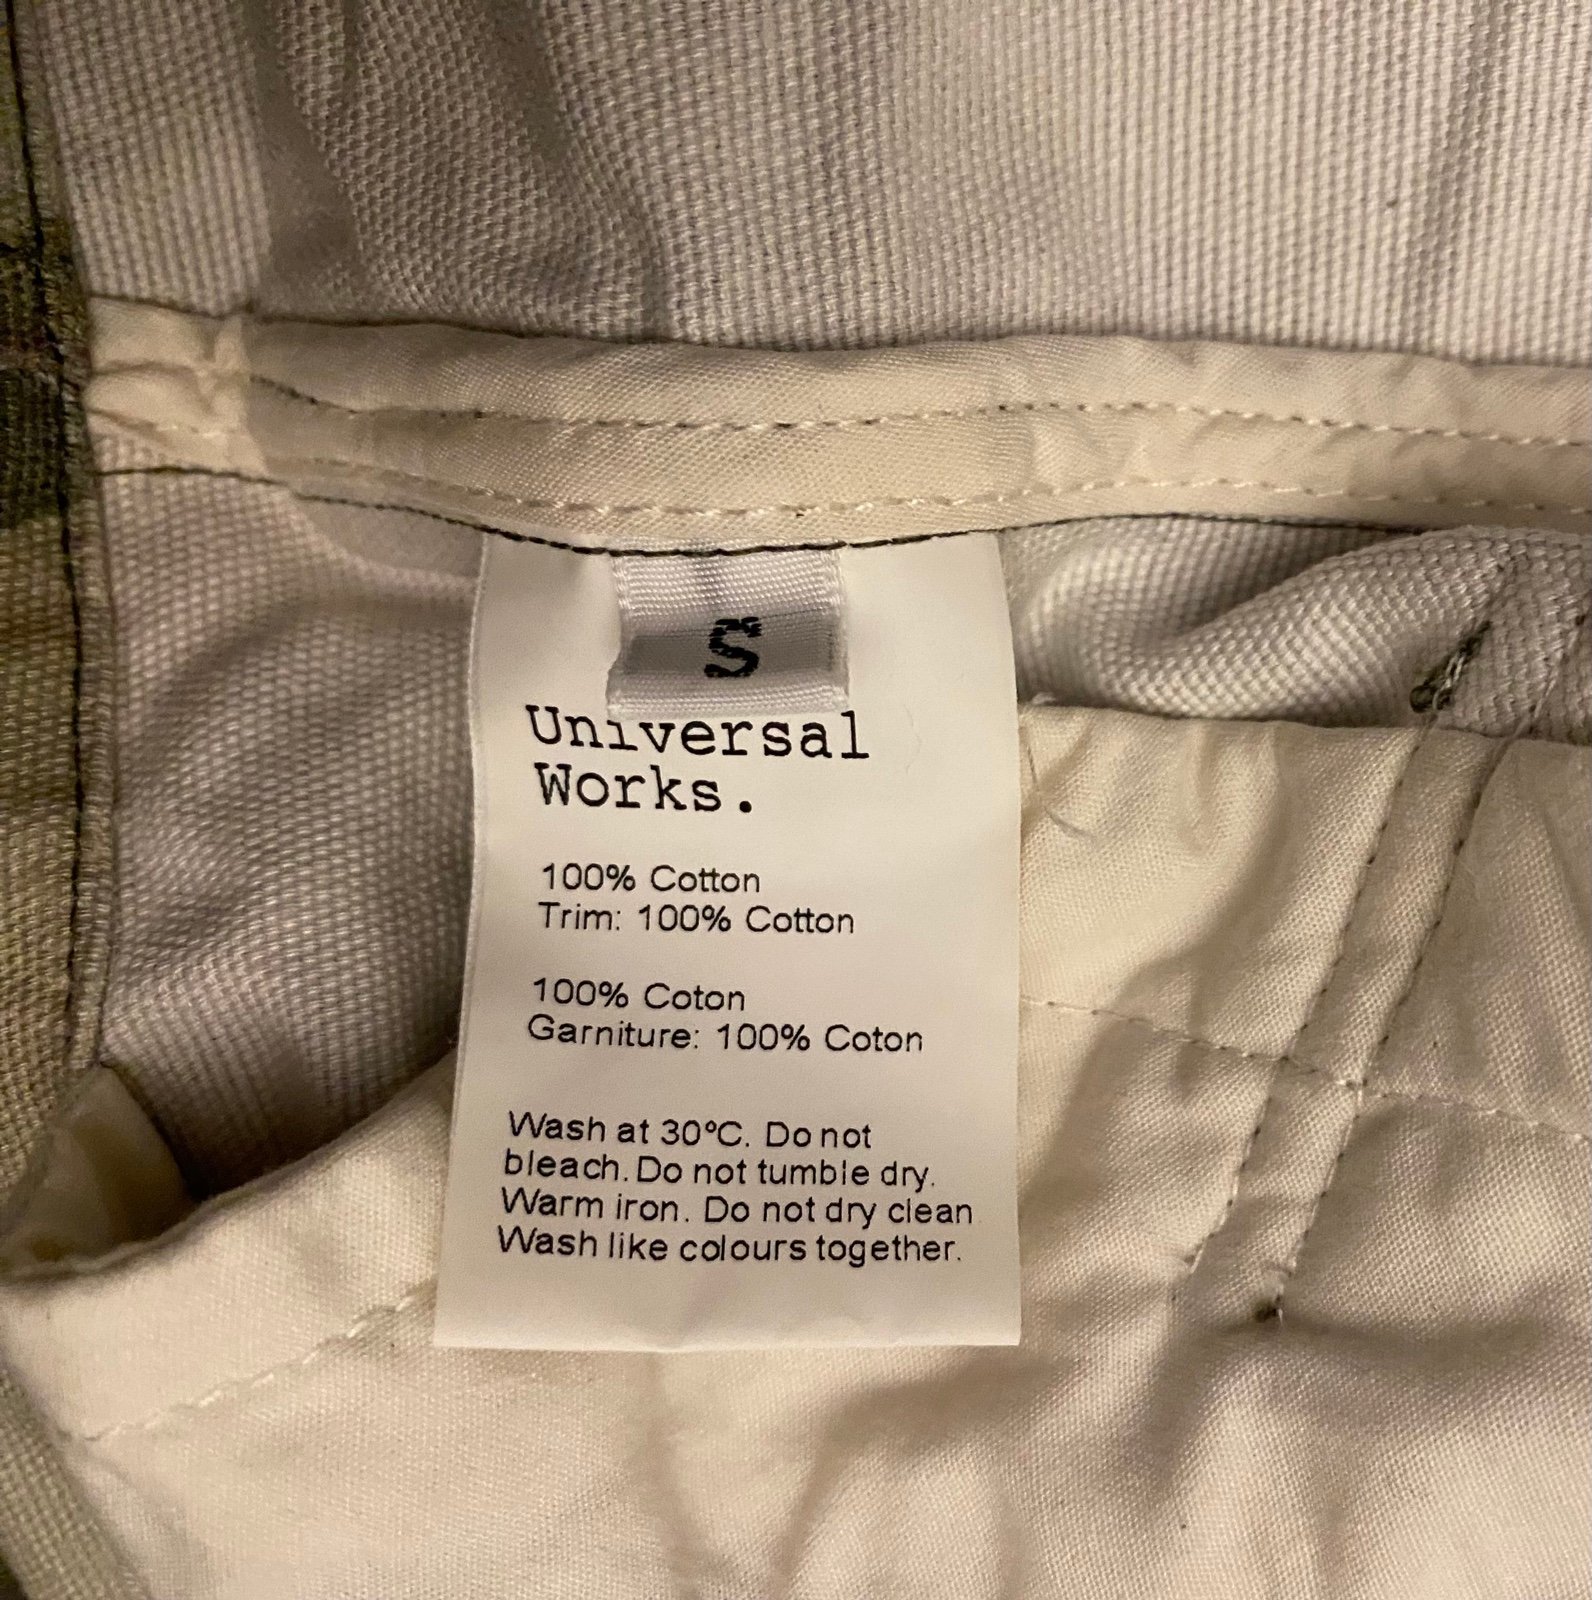 S
Universal
Works.
100% Cotton
Trim: 100% Cotton
100% Coton
Garniture: 100% Coton
Wash at 30ºC. Do not
bleach. Do not tumble dry.
Warm iron. Do not dry clean
Wash like colours together.